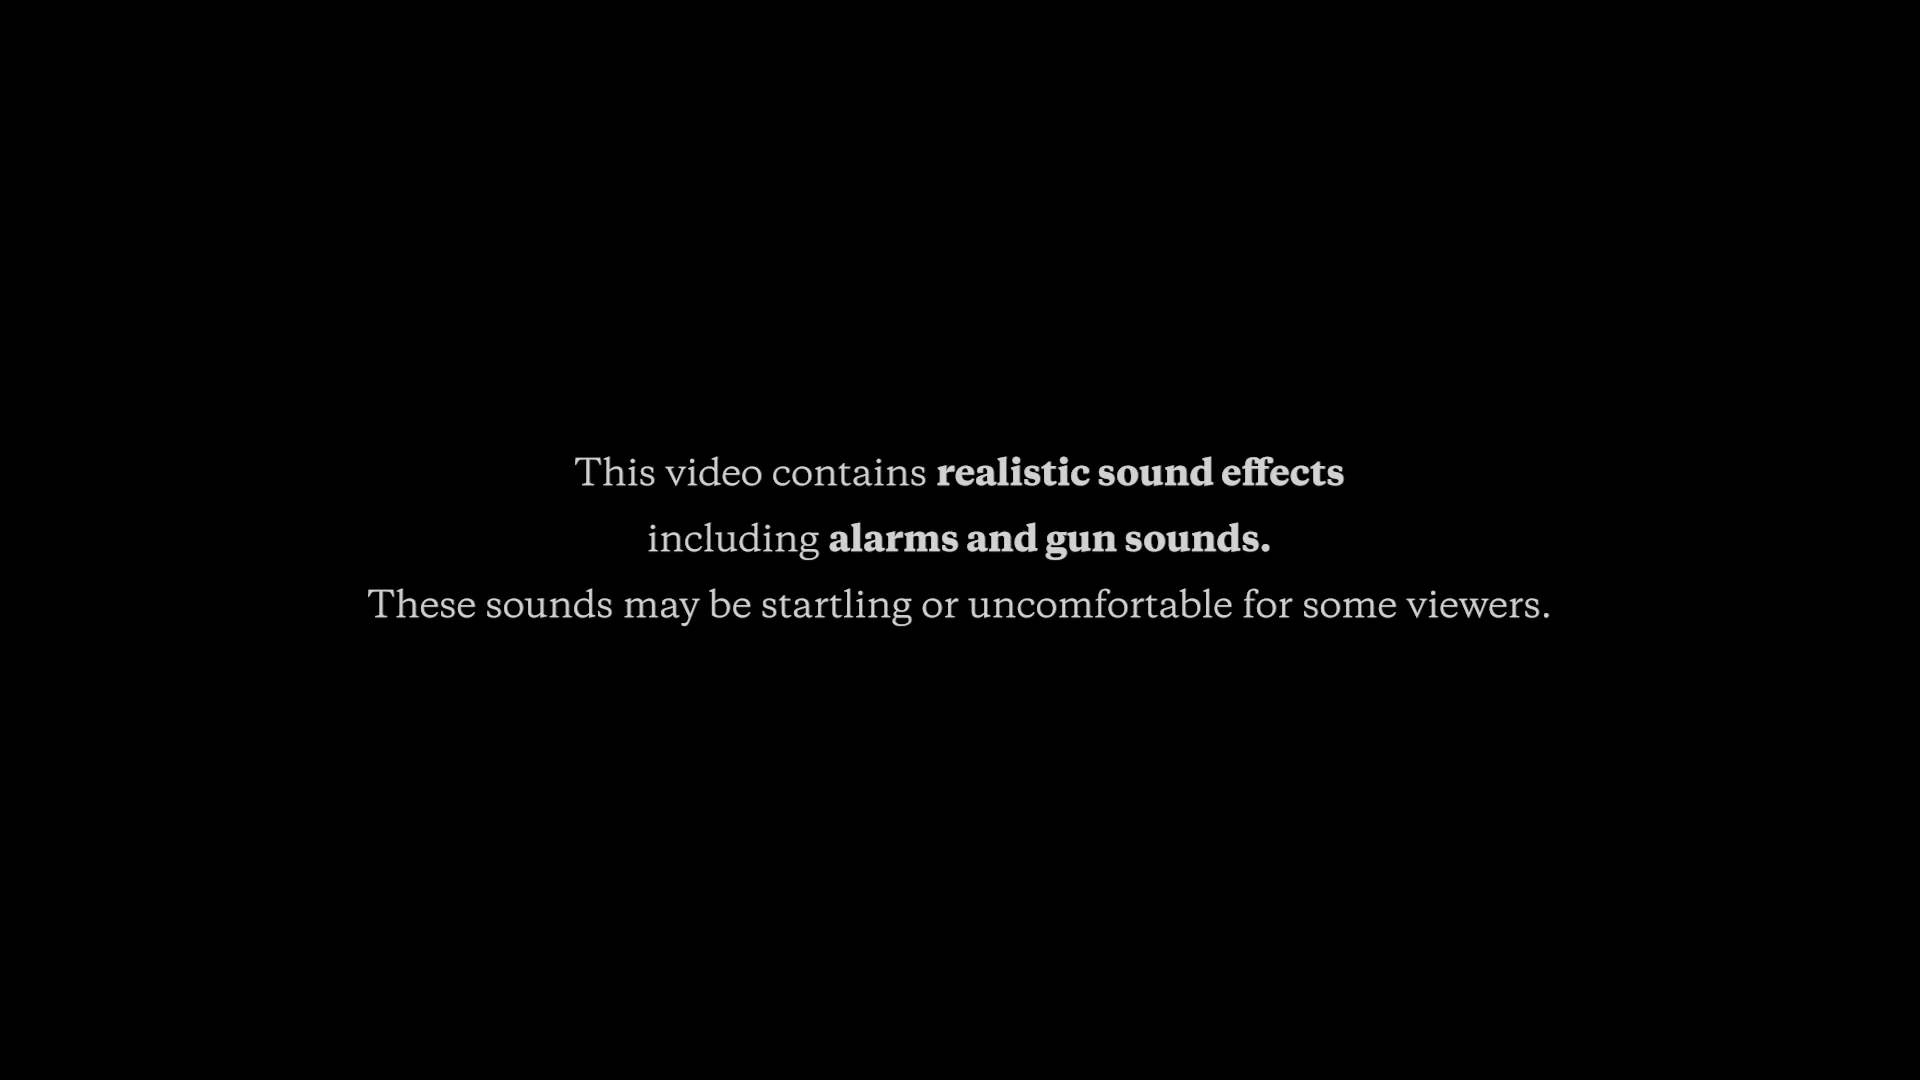 This video contains realistic sound effects
including alarms and gun sounds.
These sounds may be startling or uncomfortable for some viewers.